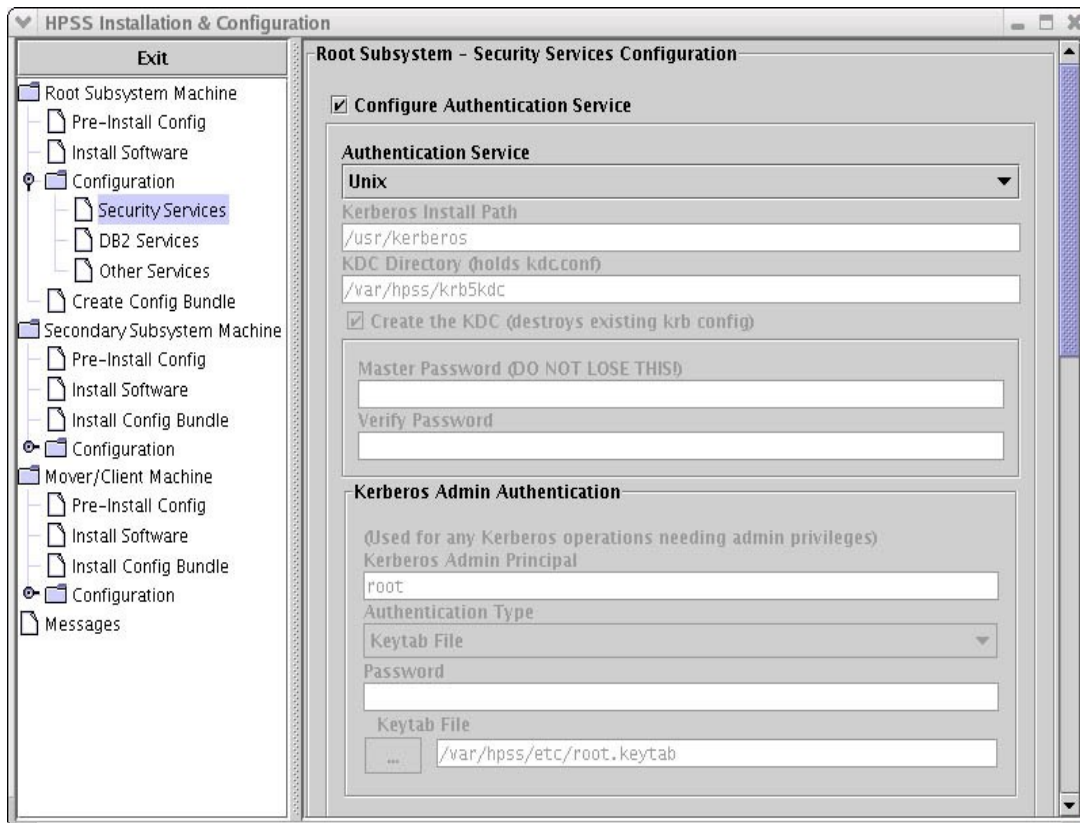 HPSS Installation & Configuration
Exit
Root Subsystem Machine
Pre-Install Config
Install Software
Configuration
Security Services
DB2 Services
Other Services
Create Config Bundle
Secondary Subsystem Machine
Pre-Install Config
Install Software
Install Config Bundle
Configuration
Mover/Client Machine
Pre-Install Config
Install Software
Install Config Bundle
Configuration
Messages
Root Subsystem - Security Services Configuration
Configure Authentication Service
Authentication Service
Unix
Kerberos Install Path
/usr/kerberos
KDC Directory (holds kdc.conf)
/var/hpss/krb5kdc
Create the KDC (destroys existing krb config)
Master Password (DO NOT LOSE THIS!)
Verify Password
Kerberos Admin Authentication
(Used for any Kerberos operations needing admin privileges)
Kerberos Admin Principal
root
Authentication Type
Keytab File
Password
Keytab File
...
/var/hpss/etc/root.keytab